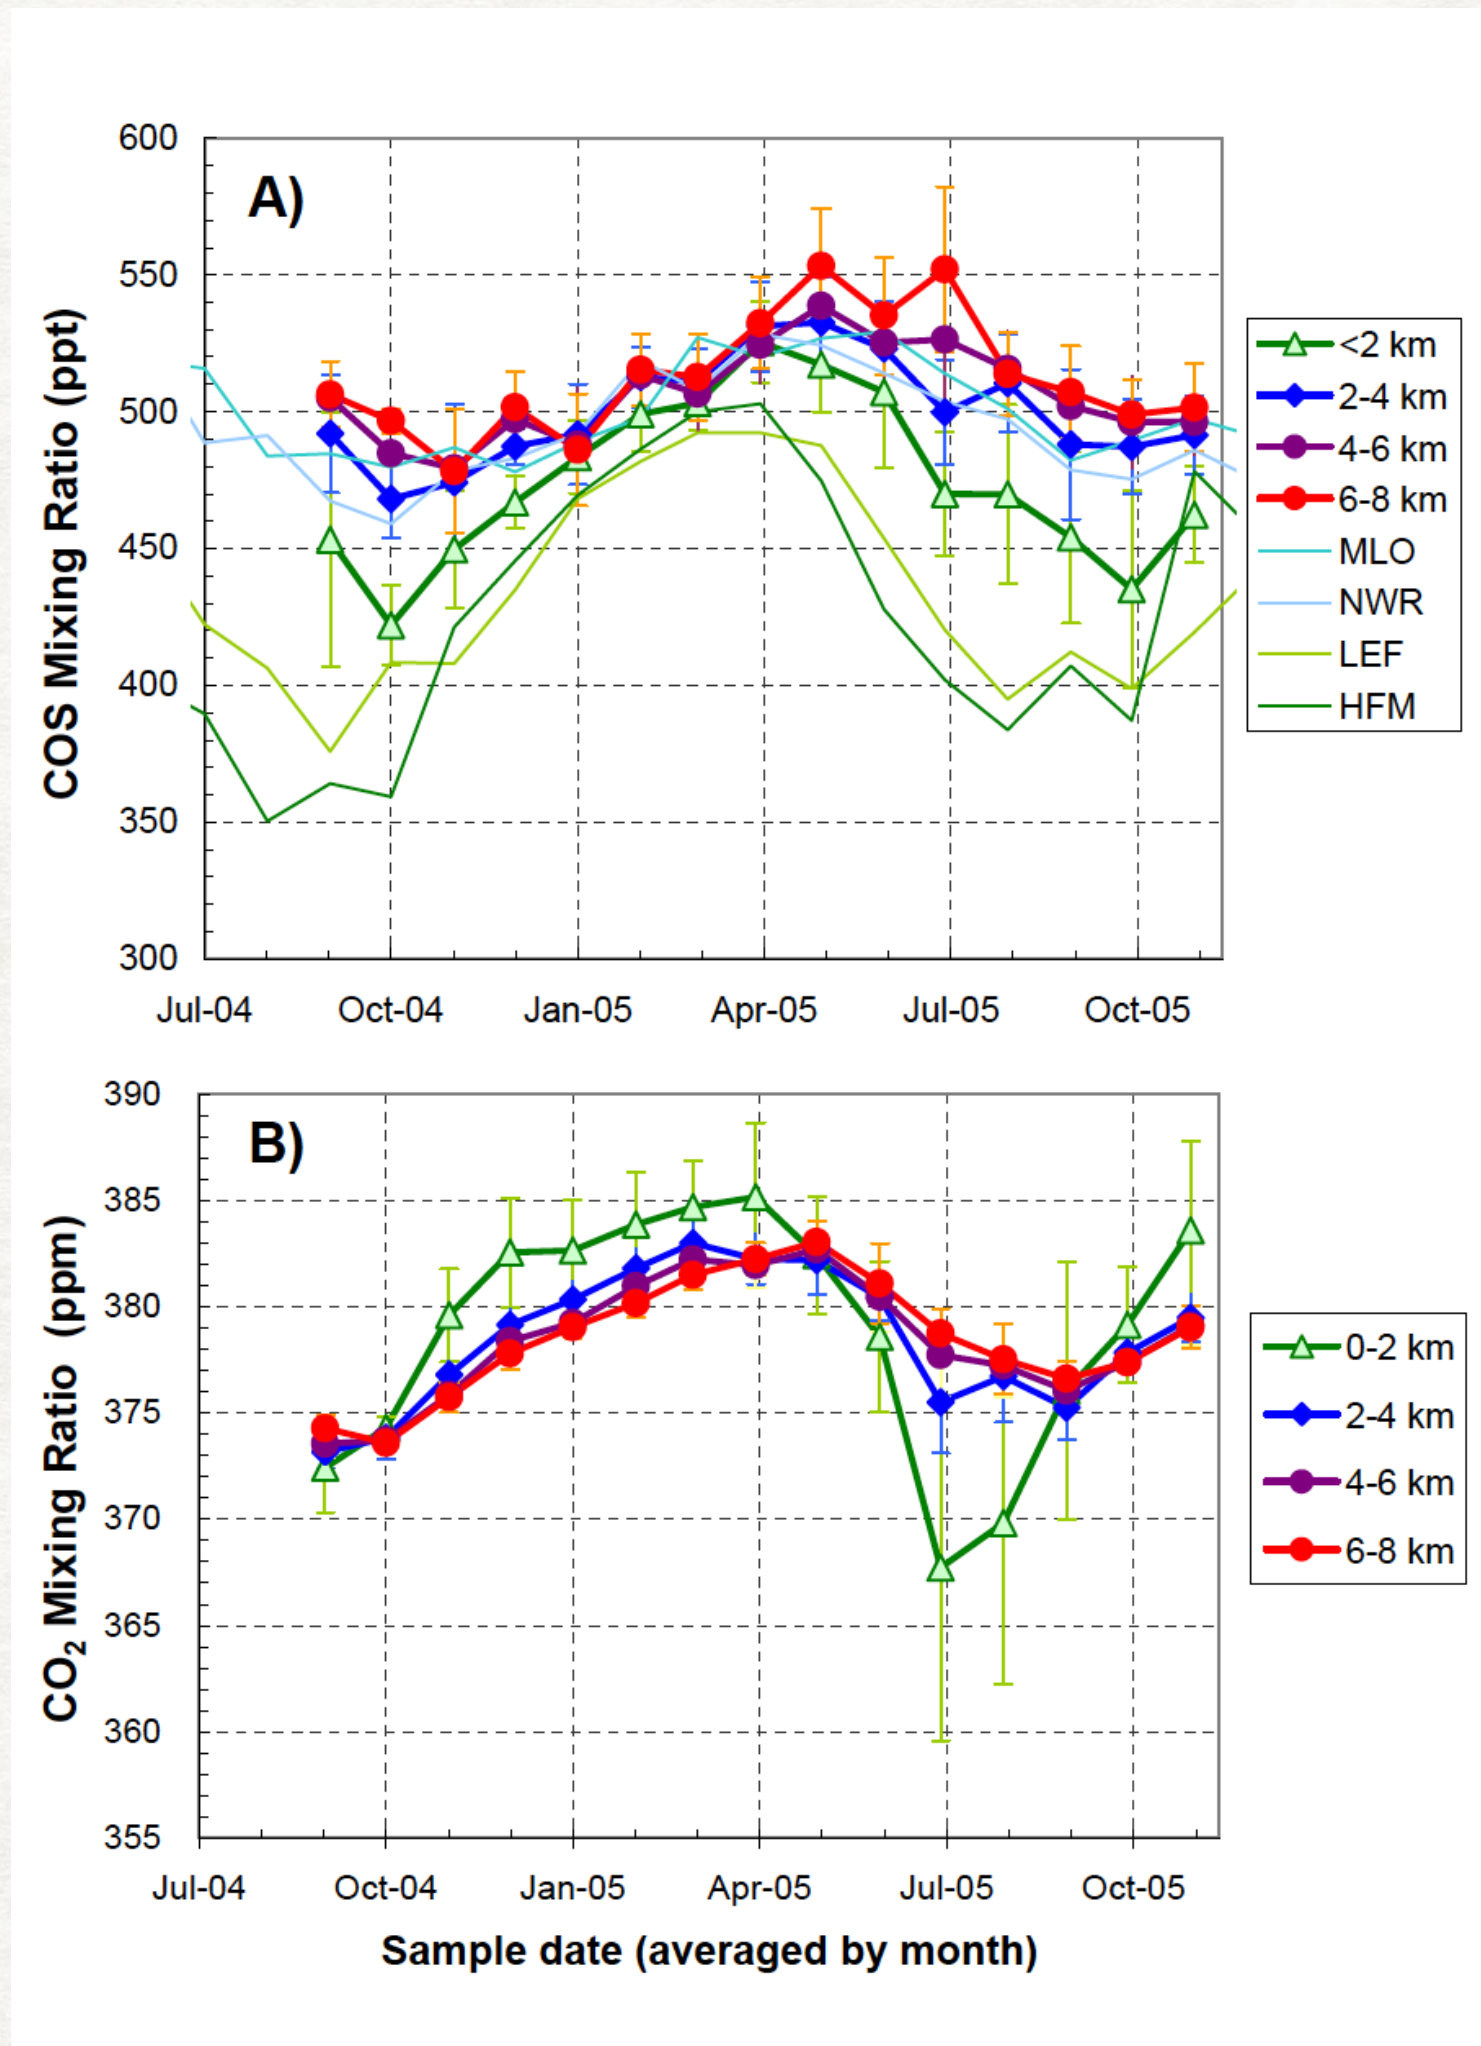 A)
COS Mixing Ratio (ppt)
600
550
500
450
400
350
300
Jul-04 Oct-04 Jan-05 Apr-05 Jul-05 Oct-05
<2 km
2-4 km
4-6 km
6-8 km
MLO
NWR
LEF
HFM
B)
CO₂ Mixing Ratio (ppm)
390
385
380
375
370
365
360
355
Jul-04 Oct-04 Jan-05 Apr-05 Jul-05 Oct-05
Sample date (averaged by month)
0-2 km
2-4 km
4-6 km
6-8 km